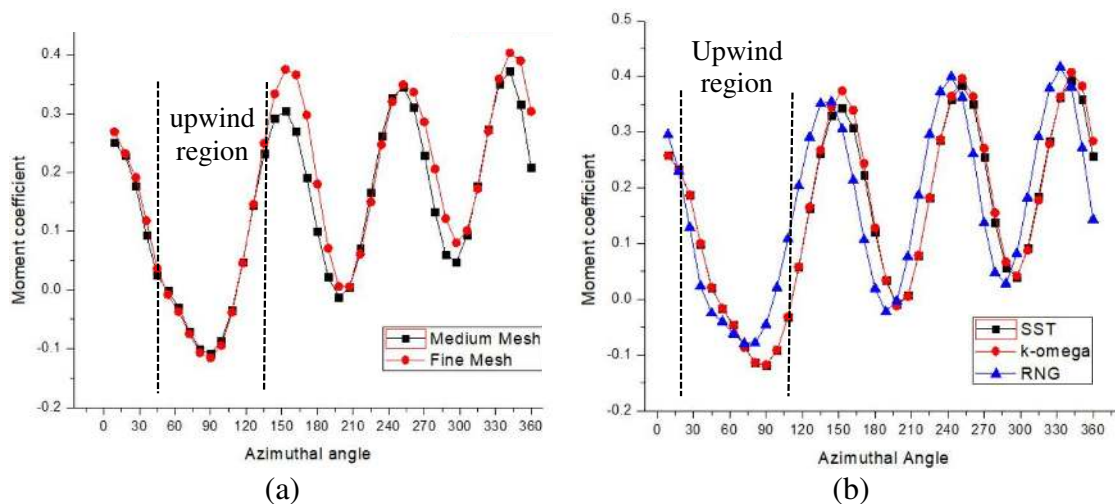 0.4
0.3
0.2
0.1
0.0
-0.1
-0.2
Moment coefficient
upwind
region
Medium Mesh
Fine Mesh
0 30 60 90 120 150 180 210 240 270 300 330 360
Azimuthal angle
(a)
0.5
0.4
0.3
0.2
0.1
0.0
-0.1
-0.2
Moment coefficient
Upwind
region
SST
k-omega
RNG
0 30 60 90 120 150 180 210 240 270 300 330 360
Azimuthal Angle
(b)